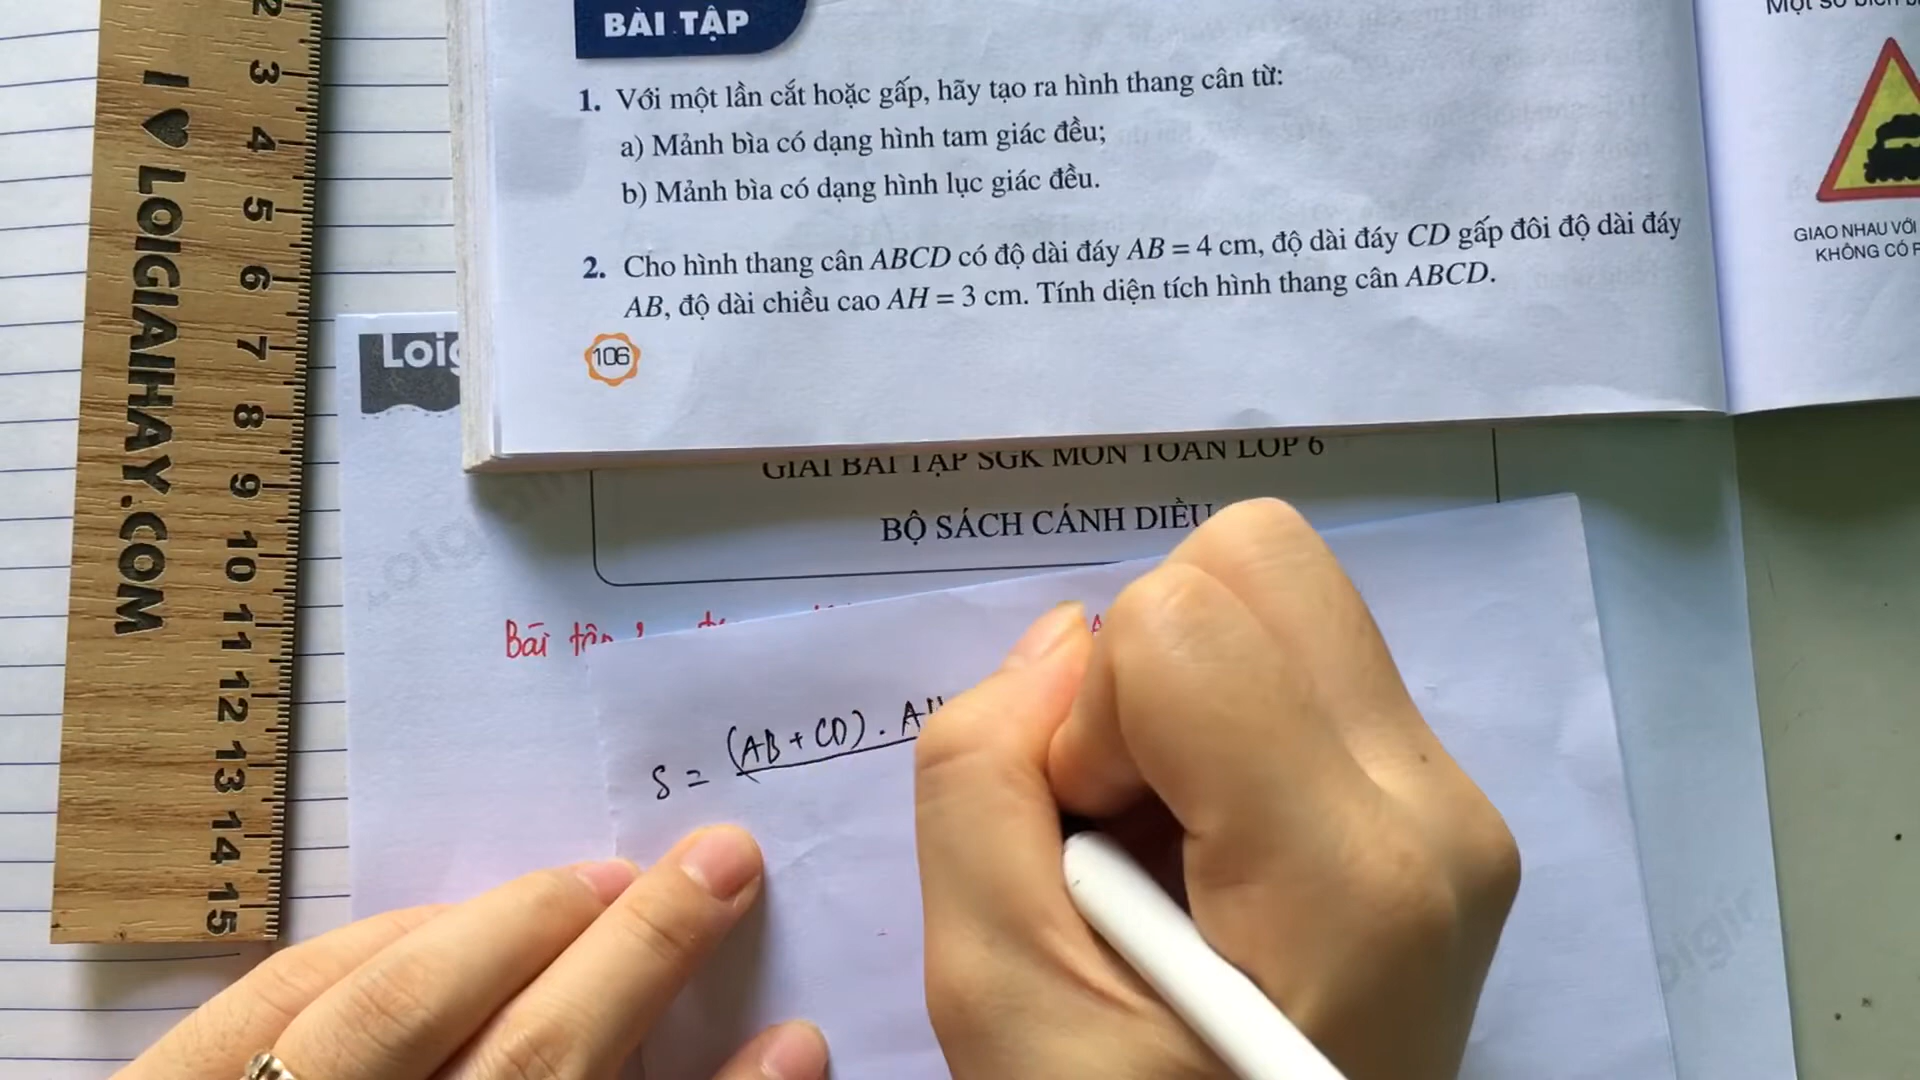 BÀI TẬP
1. Với một lần cắt hoặc gấp, hãy tạo ra hình thang cân từ:
a) Mảnh bìa có dạng hình tam giác đều;
b) Mảnh bìa có dạng hình lục giác đều.
2. Cho hình thang cân ABCD có độ dài đáy AB = 4 cm, độ dài đáy CD gấp đôi độ dài đáy
AB, độ dài chiều cao AH = 3 cm. Tính diện tích hình thang cân ABCD.
106
GIAO NHAU VỚI
KHÔNG CÓ
I ♥ LOIGIAIHAY.COM
2 3 4 5 6 7 8 9 10 11 12 13 14 15
Loig
GIẢI BÀI TẬP SGK MÔN TOÁN LỚP 6
BỘ SÁCH CÁNH DIỀU
Bài
S = (AB + CD) . AH